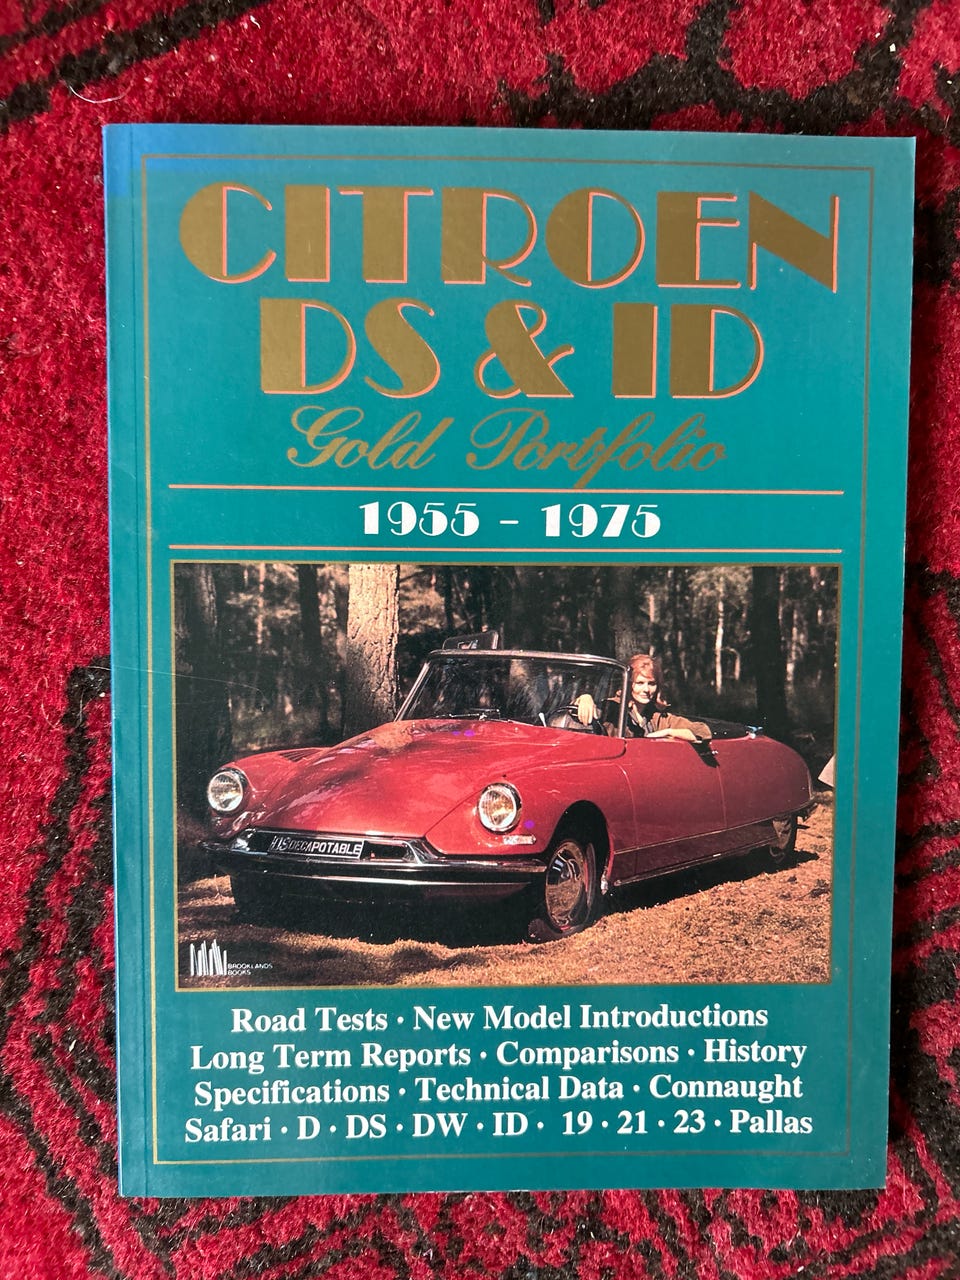 CITROEN
DS & ID
Gold Portfolio
1955 - 1975
DECAPOTABLE
BROOKLANDS
BOOKS
Road Tests · New Model Introductions
Long Term Reports · Comparisons · History
Specifications · Technical Data · Connaught
Safari · D · DS · DW · ID · 19 · 21 · 23 · Pallas